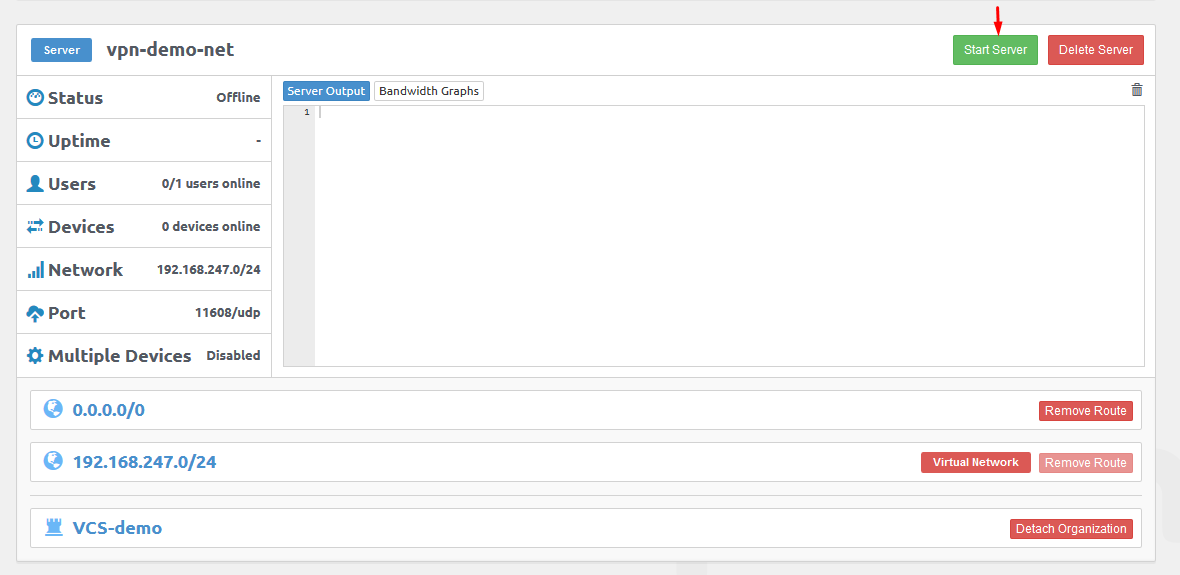 Server vpn-demo-net Start Server Delete Server
Status Offline
Uptime -
Users 0/1 users online
Devices 0 devices online
Network 192.168.247.0/24
Port 11608/udp
Multiple Devices Disabled
Server Output Bandwidth Graphs
1
0.0.0.0/0 Remove Route
192.168.247.0/24 Virtual Network Remove Route
VCS-demo Detach Organization